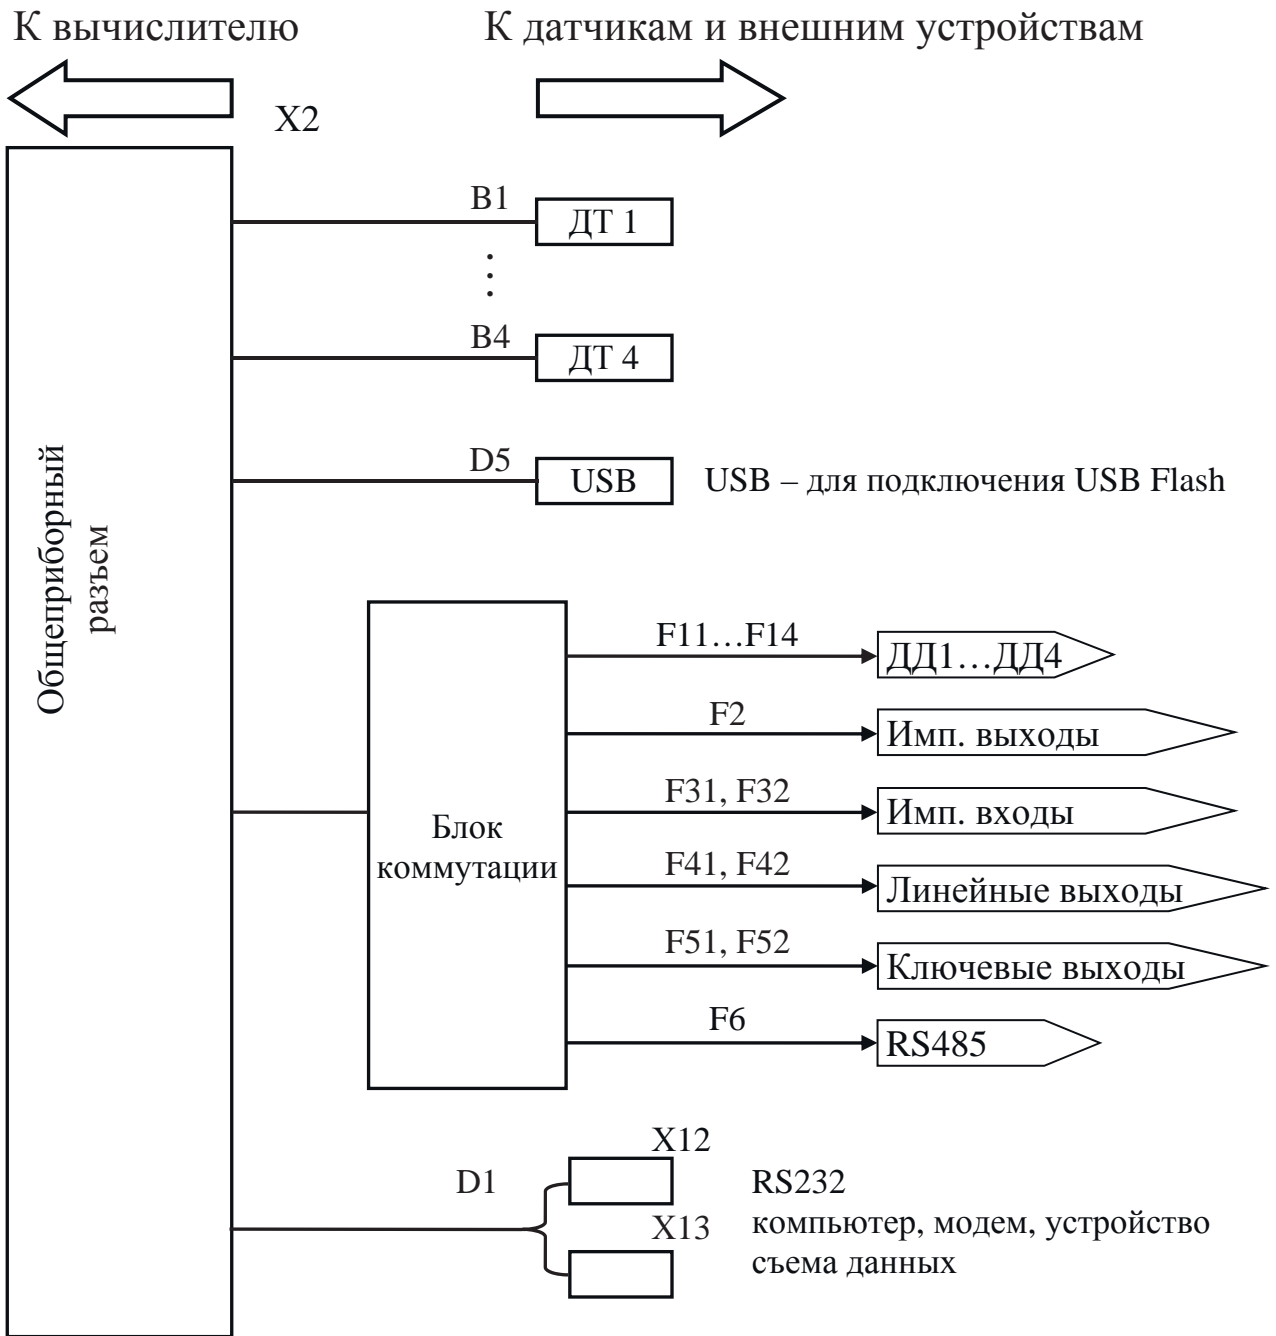 К вычислителю
К датчикам и внешним устройствам
X2
B1
ДТ 1
B4
ДТ 4
Общеприборный
разъем
D5
USB
USB – для подключения USB Flash
Блок
коммутации
F11…F14
ДД1…ДД4
F2
Имп. выходы
F31, F32
Имп. входы
F41, F42
Линейные выходы
F51, F52
Ключевые выходы
F6
RS485
D1
X12
X13
RS232
компьютер, модем, устройство
съема данных